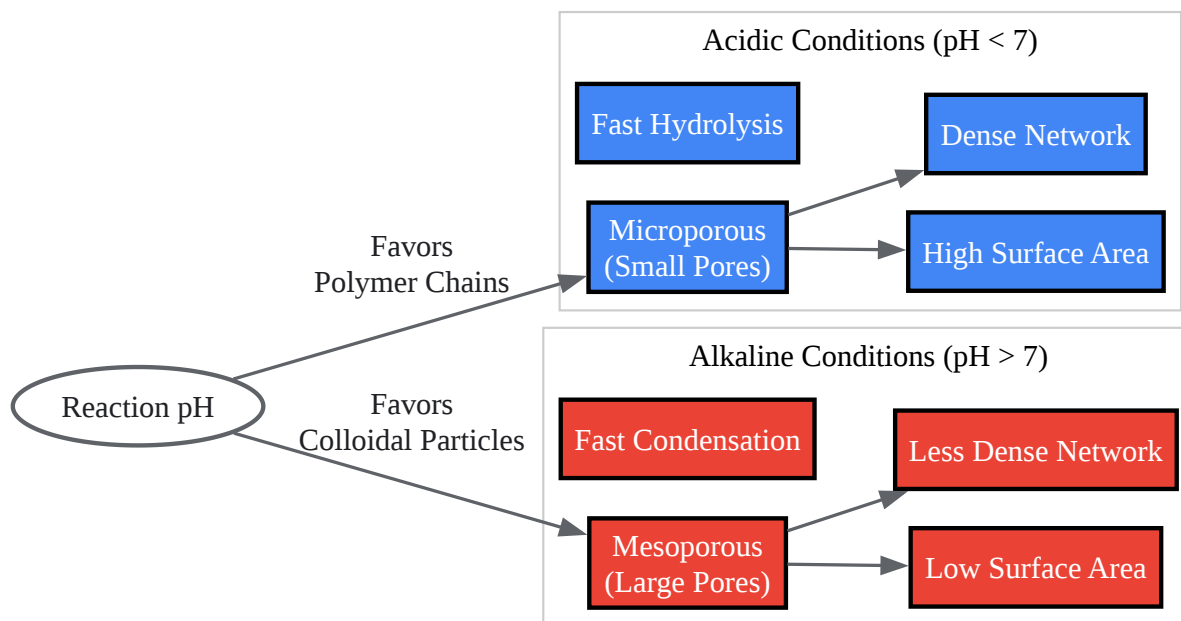 Acidic Conditions (pH < 7)
Fast Hydrolysis
Dense Network
Microporous
(Small Pores)
High Surface Area
Favors
Polymer Chains
Reaction pH
Favors
Colloidal Particles
Alkaline Conditions (pH > 7)
Fast Condensation
Less Dense Network
Mesoporous
(Large Pores)
Low Surface Area